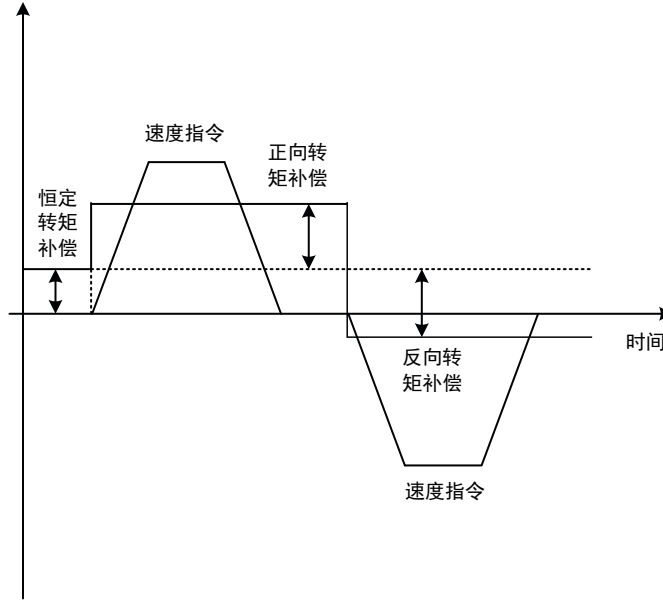 速度指令
正向转
矩补偿
恒定
转矩
补偿
时间
反向转
矩补偿
速度指令